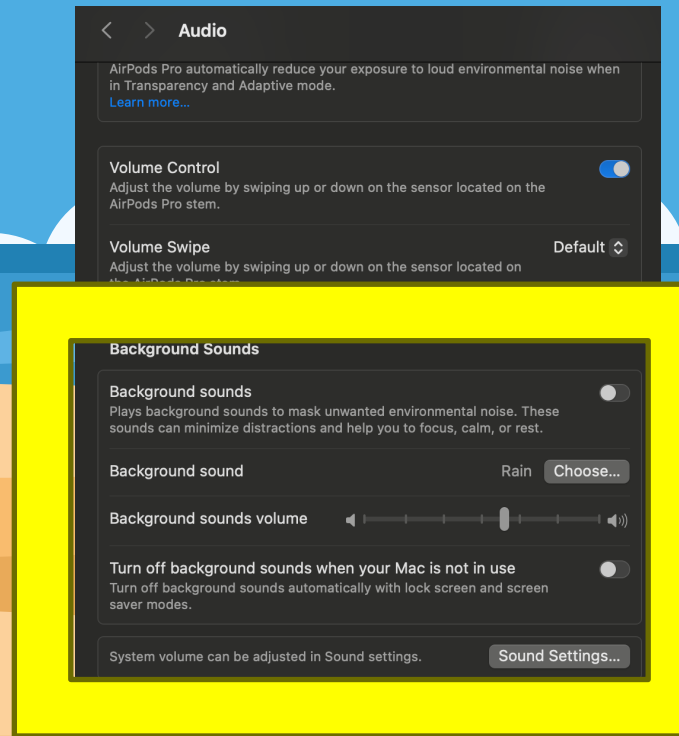 Audio
AirPods Pro automatically reduce your exposure to loud environmental noise when
in Transparency and Adaptive mode.
Learn more...
Volume Control
Adjust the volume by swiping up or down on the sensor located on the
AirPods Pro stem.
Volume Swipe
Default
Adjust the volume by swiping up or down on the sensor located on
the AirPods Pro stem.
Background Sounds
Background sounds
Plays background sounds to mask unwanted environmental noise. These
sounds can minimize distractions and help you to focus, calm, or rest.
Background sound
Rain Choose...
Background sounds volume
Turn off background sounds when your Mac is not in use
Turn off background sounds automatically with lock screen and screen
saver modes.
System volume can be adjusted in Sound settings.
Sound Settings...